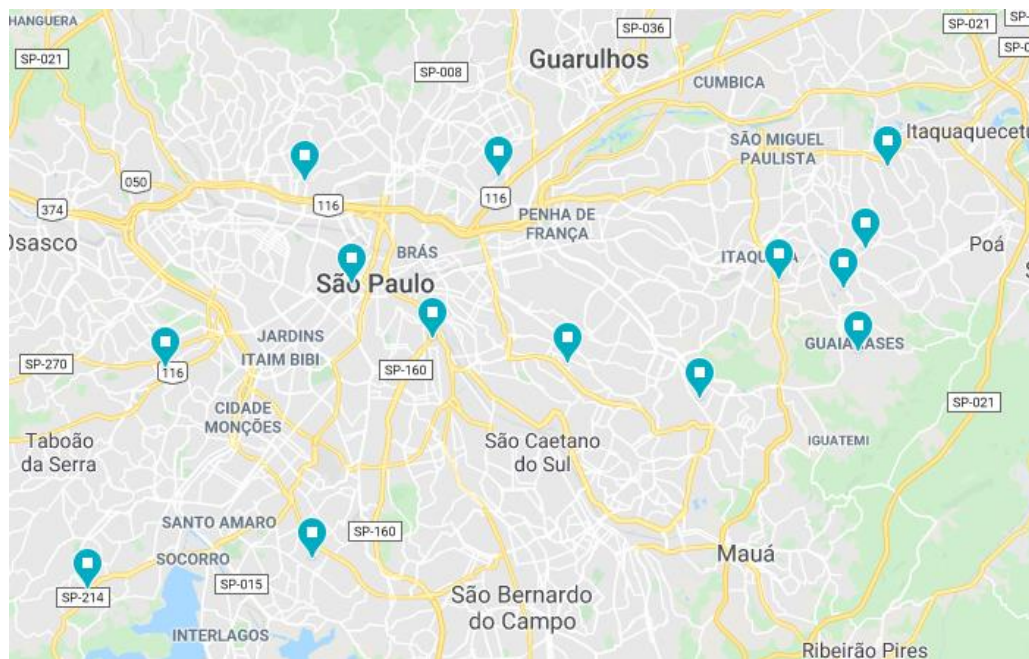 HANGUERA
SP-021
SP-036
SP-021
SP-
SP-0
Guarulhos
SP-008
CUMBICA
Itaquaquecetu
SÃO MIGUEL
PAULISTA
050
116
116
374
PENHA DE
FRANÇA
Osasco
BRÁS
ITAQU
A
Poá
São Paulo
JARDINS
ITAIM BIBI
GUAIA
ASES
SP-270
116
SP-160
SP-021
CIDADE
MONÇÕES
Taboão
da Serra
São Caetano
do Sul
IGUATEMI
SANTO AMARO
SP-160
SOCORRO
Mauá
SP-015
SP-214
São Bernardo
do Campo
INTERLAGOS
Ribeirão Pires